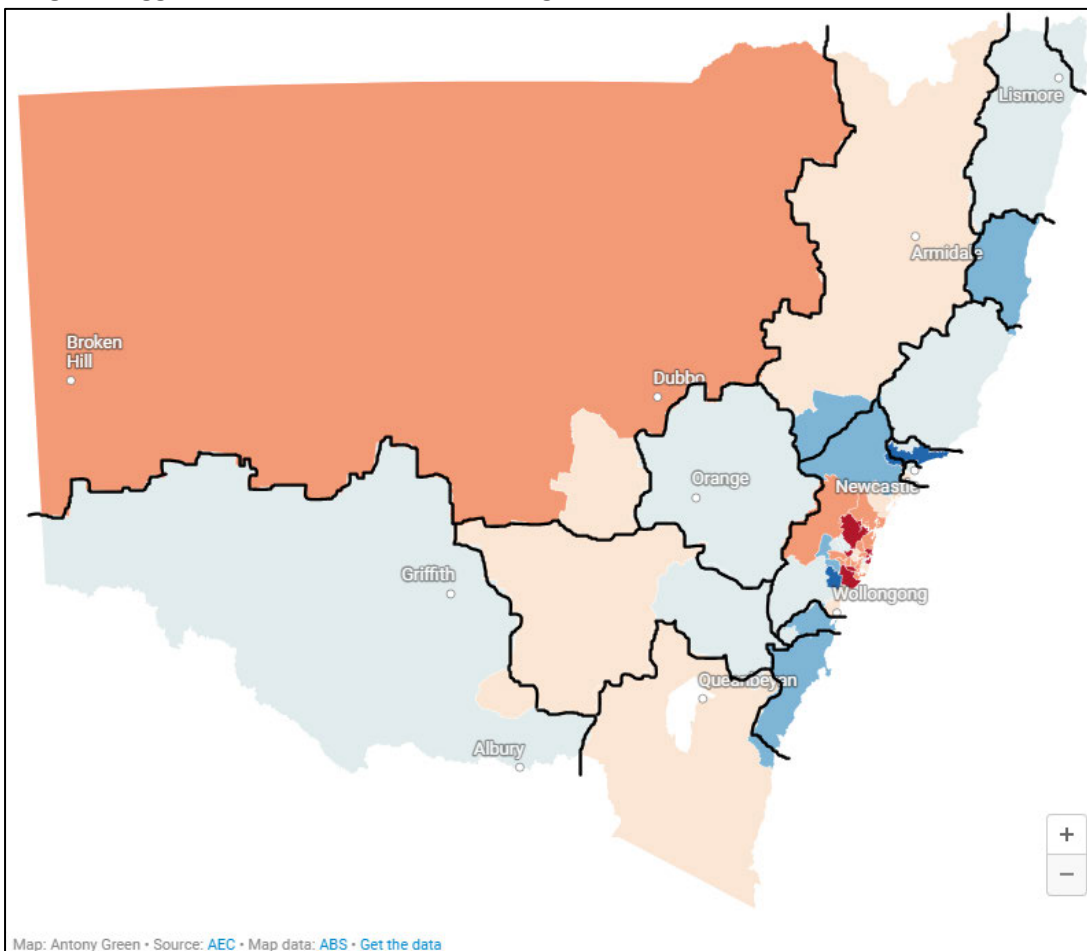 Lismore
Armidale
Broken
Hill
Dubbo
Orange
Newcastle
Griffith
Wollongong
Queanbeyan
Albury
+
−
Map: Antony Green • Source: AEC • Map data: ABS • Get the data